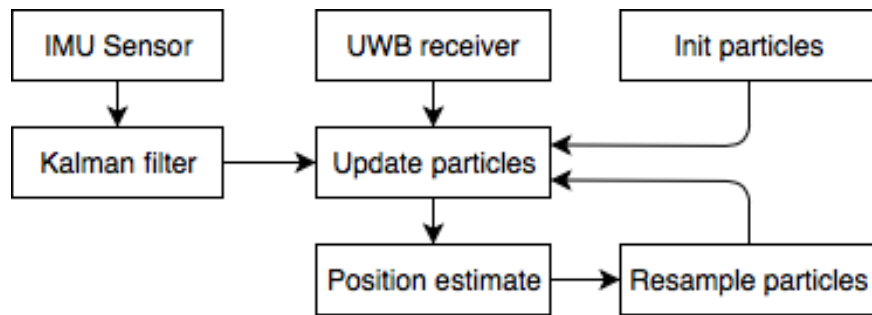 IMU Sensor
UWB receiver
Init particles
Kalman filter
Update particles
Position estimate
Resample particles